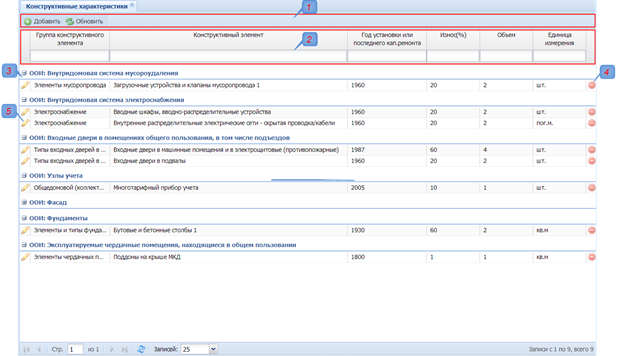 Конструктивные характеристики
1
Добавить Обновить
Группа конструктивного элемента Конструктивный элемент Год установки или последнего кап.ремонта Износ(%) Объем Единица измерения
2
3 ООИ: Внутридомовая система мусороудаления 4
Элементы мусоропровода Загрузочные устройства и клапаны мусоропровода 1 1960 20 2 шт.
ООИ: Внутридомовая система электроснабжения
5 Электроснабжение Вводные шкафы, вводно-распределительные устройства 1960 20 2 шт.
Электроснабжение Внутренние распределительные электрические сети - скрытая проводка/кабели 1960 20 2 пог.м.
ООИ: Входные двери в помещениях общего пользования, в том числе подъездов
Типы входных дверей в ... Входные двери в машинные помещения и в электрощитовые (противопожарные) 1987 60 4 шт.
Типы входных дверей в ... Входные двери в подвалы 1960 20 2 шт.
ООИ: Узлы учета
Общедомовой (коллект... Многотарифный прибор учета 2005 10 1 шт.
ООИ: Фасад
ООИ: Фундаменты
Элементы и типы фунда... Бутовые и бетонные столбы 1 1930 60 2 кв.м
ООИ: Эксплуатируемые чердачные помещения, находящиеся в общем пользовании
Элементы чердачных п... Поддоны на крыше МКД 1800 1 1 кв.м
Стр. 1 из 1 Записей: 25 Записи с 1 по 9, всего 9